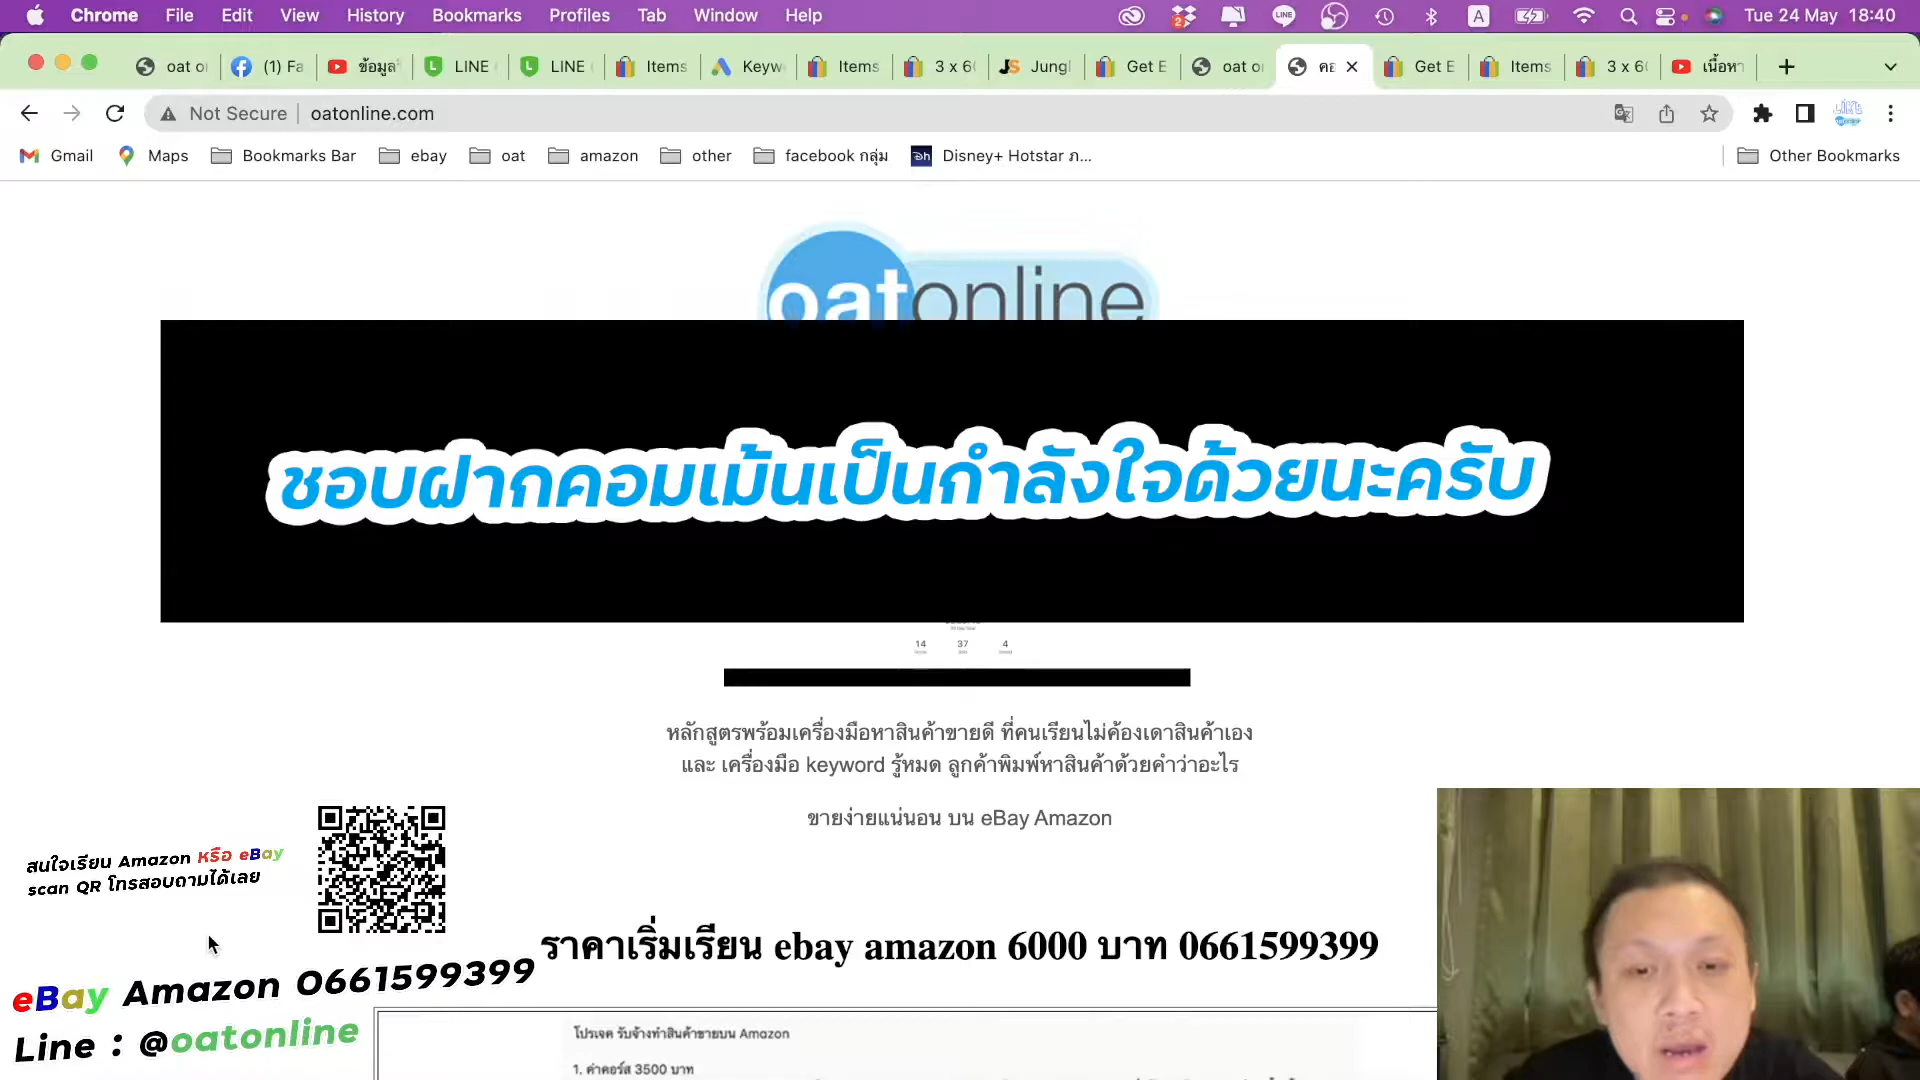 Chrome File Edit View History Bookmarks Profiles Tab Window Help A Tue 24 May 18:40
oat o (1) Fa ข้อมูล LINE LINE Items Keyw Items 3 x 6 Jungl Get E oat o คอ Get E Items 3 x 6 เนื้อหา
Not Secure oatonline.com
Gmail Maps Bookmarks Bar ebay oat amazon other facebook กลุ่ม Disney+ Hotstar ภ... Other Bookmarks
oatonline
ชอบฝากคอมเม้นเป็นกำลังใจด้วยนะครับ
14 37 4
หลักสูตรพร้อมเครื่องมือหาสินค้าขายดี ที่คนเรียนไม่ค้องเดาสินค้าเอง
และ เครื่องมือ keyword รู้หมด ลูกค้าพิมพ์หาสินค้าด้วยคำว่าอะไร
ขายง่ายแน่นอน บน eBay Amazon
สนใจเรียน Amazon หรือ eBay
scan QR โทรสอบถามได้เลย
ราคาเริ่มเรียน ebay amazon 6000 บาท 0661599399
eBay Amazon 0661599399
Line : @oatonline
โปรเจค รับจ้างทำสินค้าขายบน Amazon
1. ค่าคอร์ส 3500 บาท